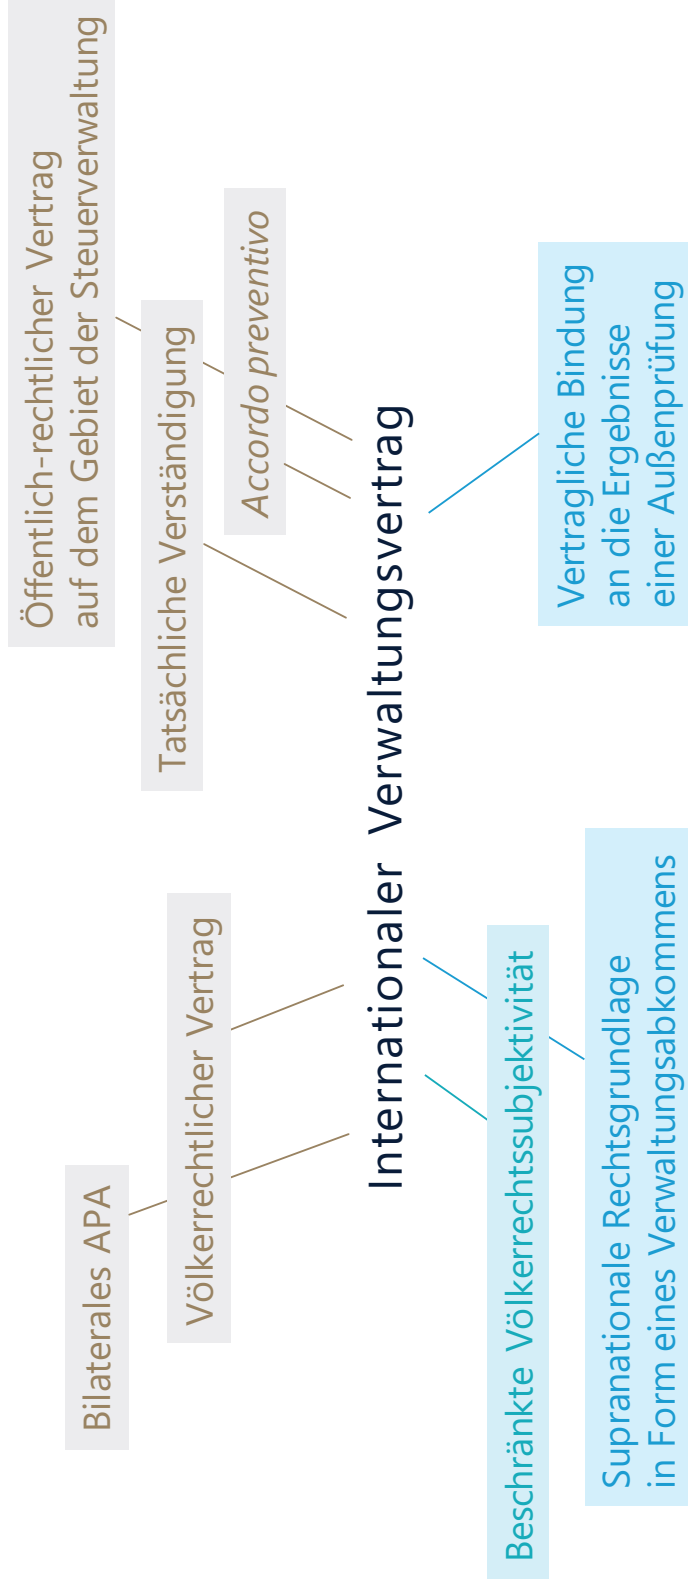 Bilaterales APA
Völkerrechtlicher Vertrag
Öffentlich-rechtlicher Vertrag
auf dem Gebiet der Steuerverwaltung
Tatsächliche Verständigung
Accordo preventivo
Internationaler Verwaltungsvertrag
Beschränkte Völkerrechtssubjektivität
Supranationale Rechtsgrundlage
in Form eines Verwaltungsabkommens
Vertragliche Bindung
an die Ergebnisse
einer Außenprüfung